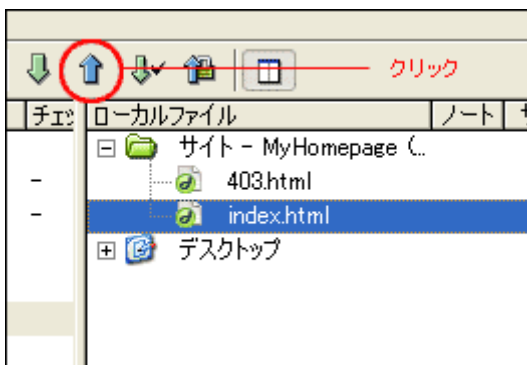 クリック
チェッ ローカルファイル ノート
サイト - MyHomepage (..
403.html
index.html
デスクトップ